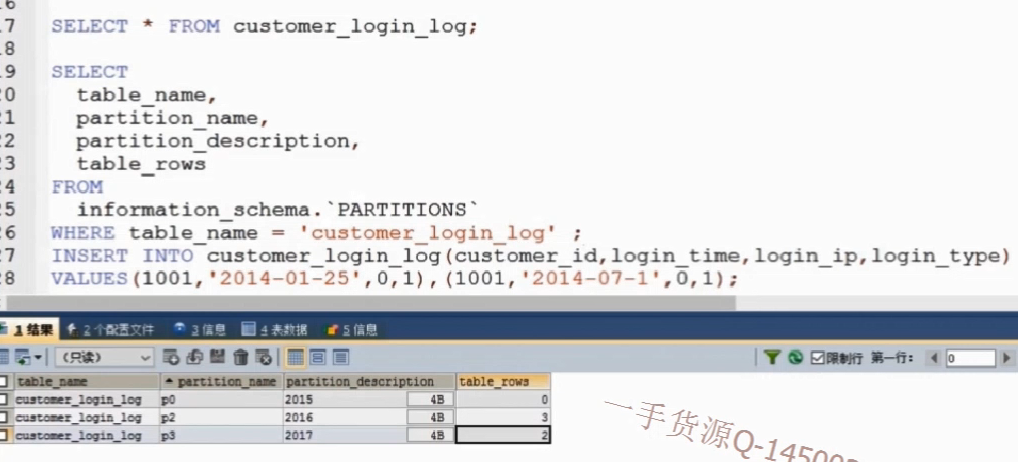 16
17 SELECT * FROM customer_login_log;
18
19 SELECT
20 table_name,
21 partition_name,
22 partition_description,
23 table_rows
24 FROM
25 information_schema.`PARTITIONS`
26 WHERE table_name = 'customer_login_log' ;
27 INSERT INTO customer_login_log(customer_id,login_time,login_ip,login_type)
28 VALUES(1001,'2014-01-25',0,1),(1001,'2014-07-1',0,1);
1 结果 2 个配置文件 3 信息 4 表数据 5 信息
(只读) 限制行 第一行: 0
table_name partition_name partition_description table_rows
customer_login_log p0 2015 4B 0
customer_login_log p2 2016 4B 3
customer_login_log p3 2017 4B 2
一手货源Q-14500